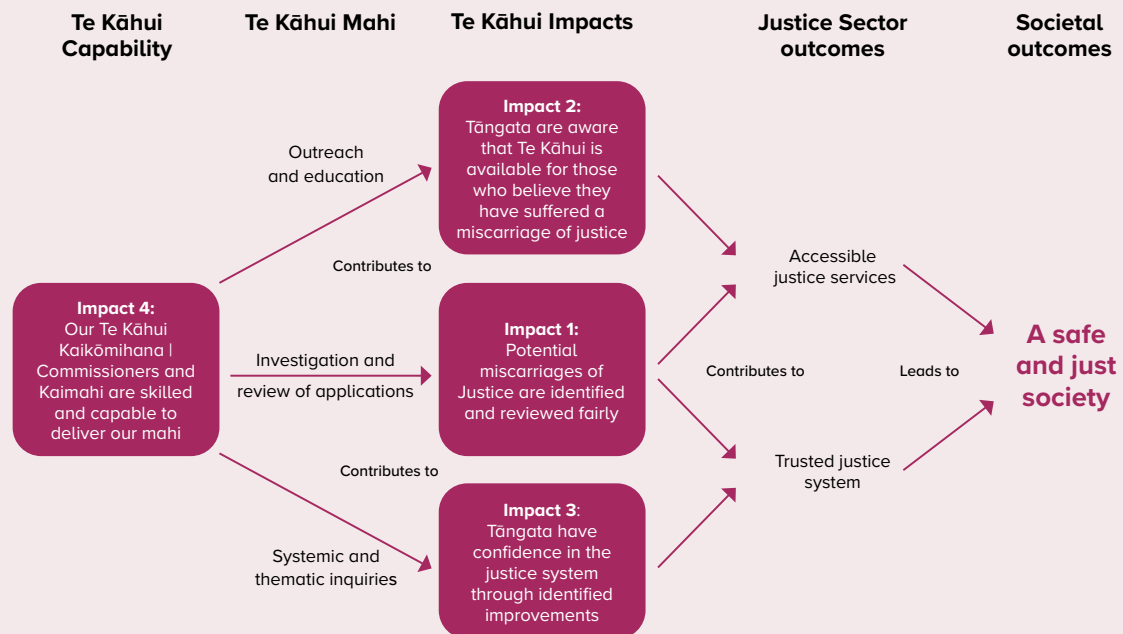 Te Kāhui
Capability
Te Kāhui Mahi
Te Kāhui Impacts
Justice Sector
outcomes
Societal
outcomes
Impact 4:
Our Te Kāhui
Kaikōmihana |
Commissioners and
Kaimahi are skilled
and capable to
deliver our mahi
Outreach
and education
Contributes to
Investigation and
review of applications
Contributes to
Systemic and
thematic inquiries
Impact 2:
Tāngata are aware
that Te Kāhui is
available for those
who believe they
have suffered a
miscarriage of justice
Impact 1:
Potential
miscarriages of
Justice are identified
and reviewed fairly
Impact 3:
Tāngata have
confidence in the
justice system
through identified
improvements
Accessible
justice services
Contributes to
Trusted justice
system
Leads to
A safe
and just
society